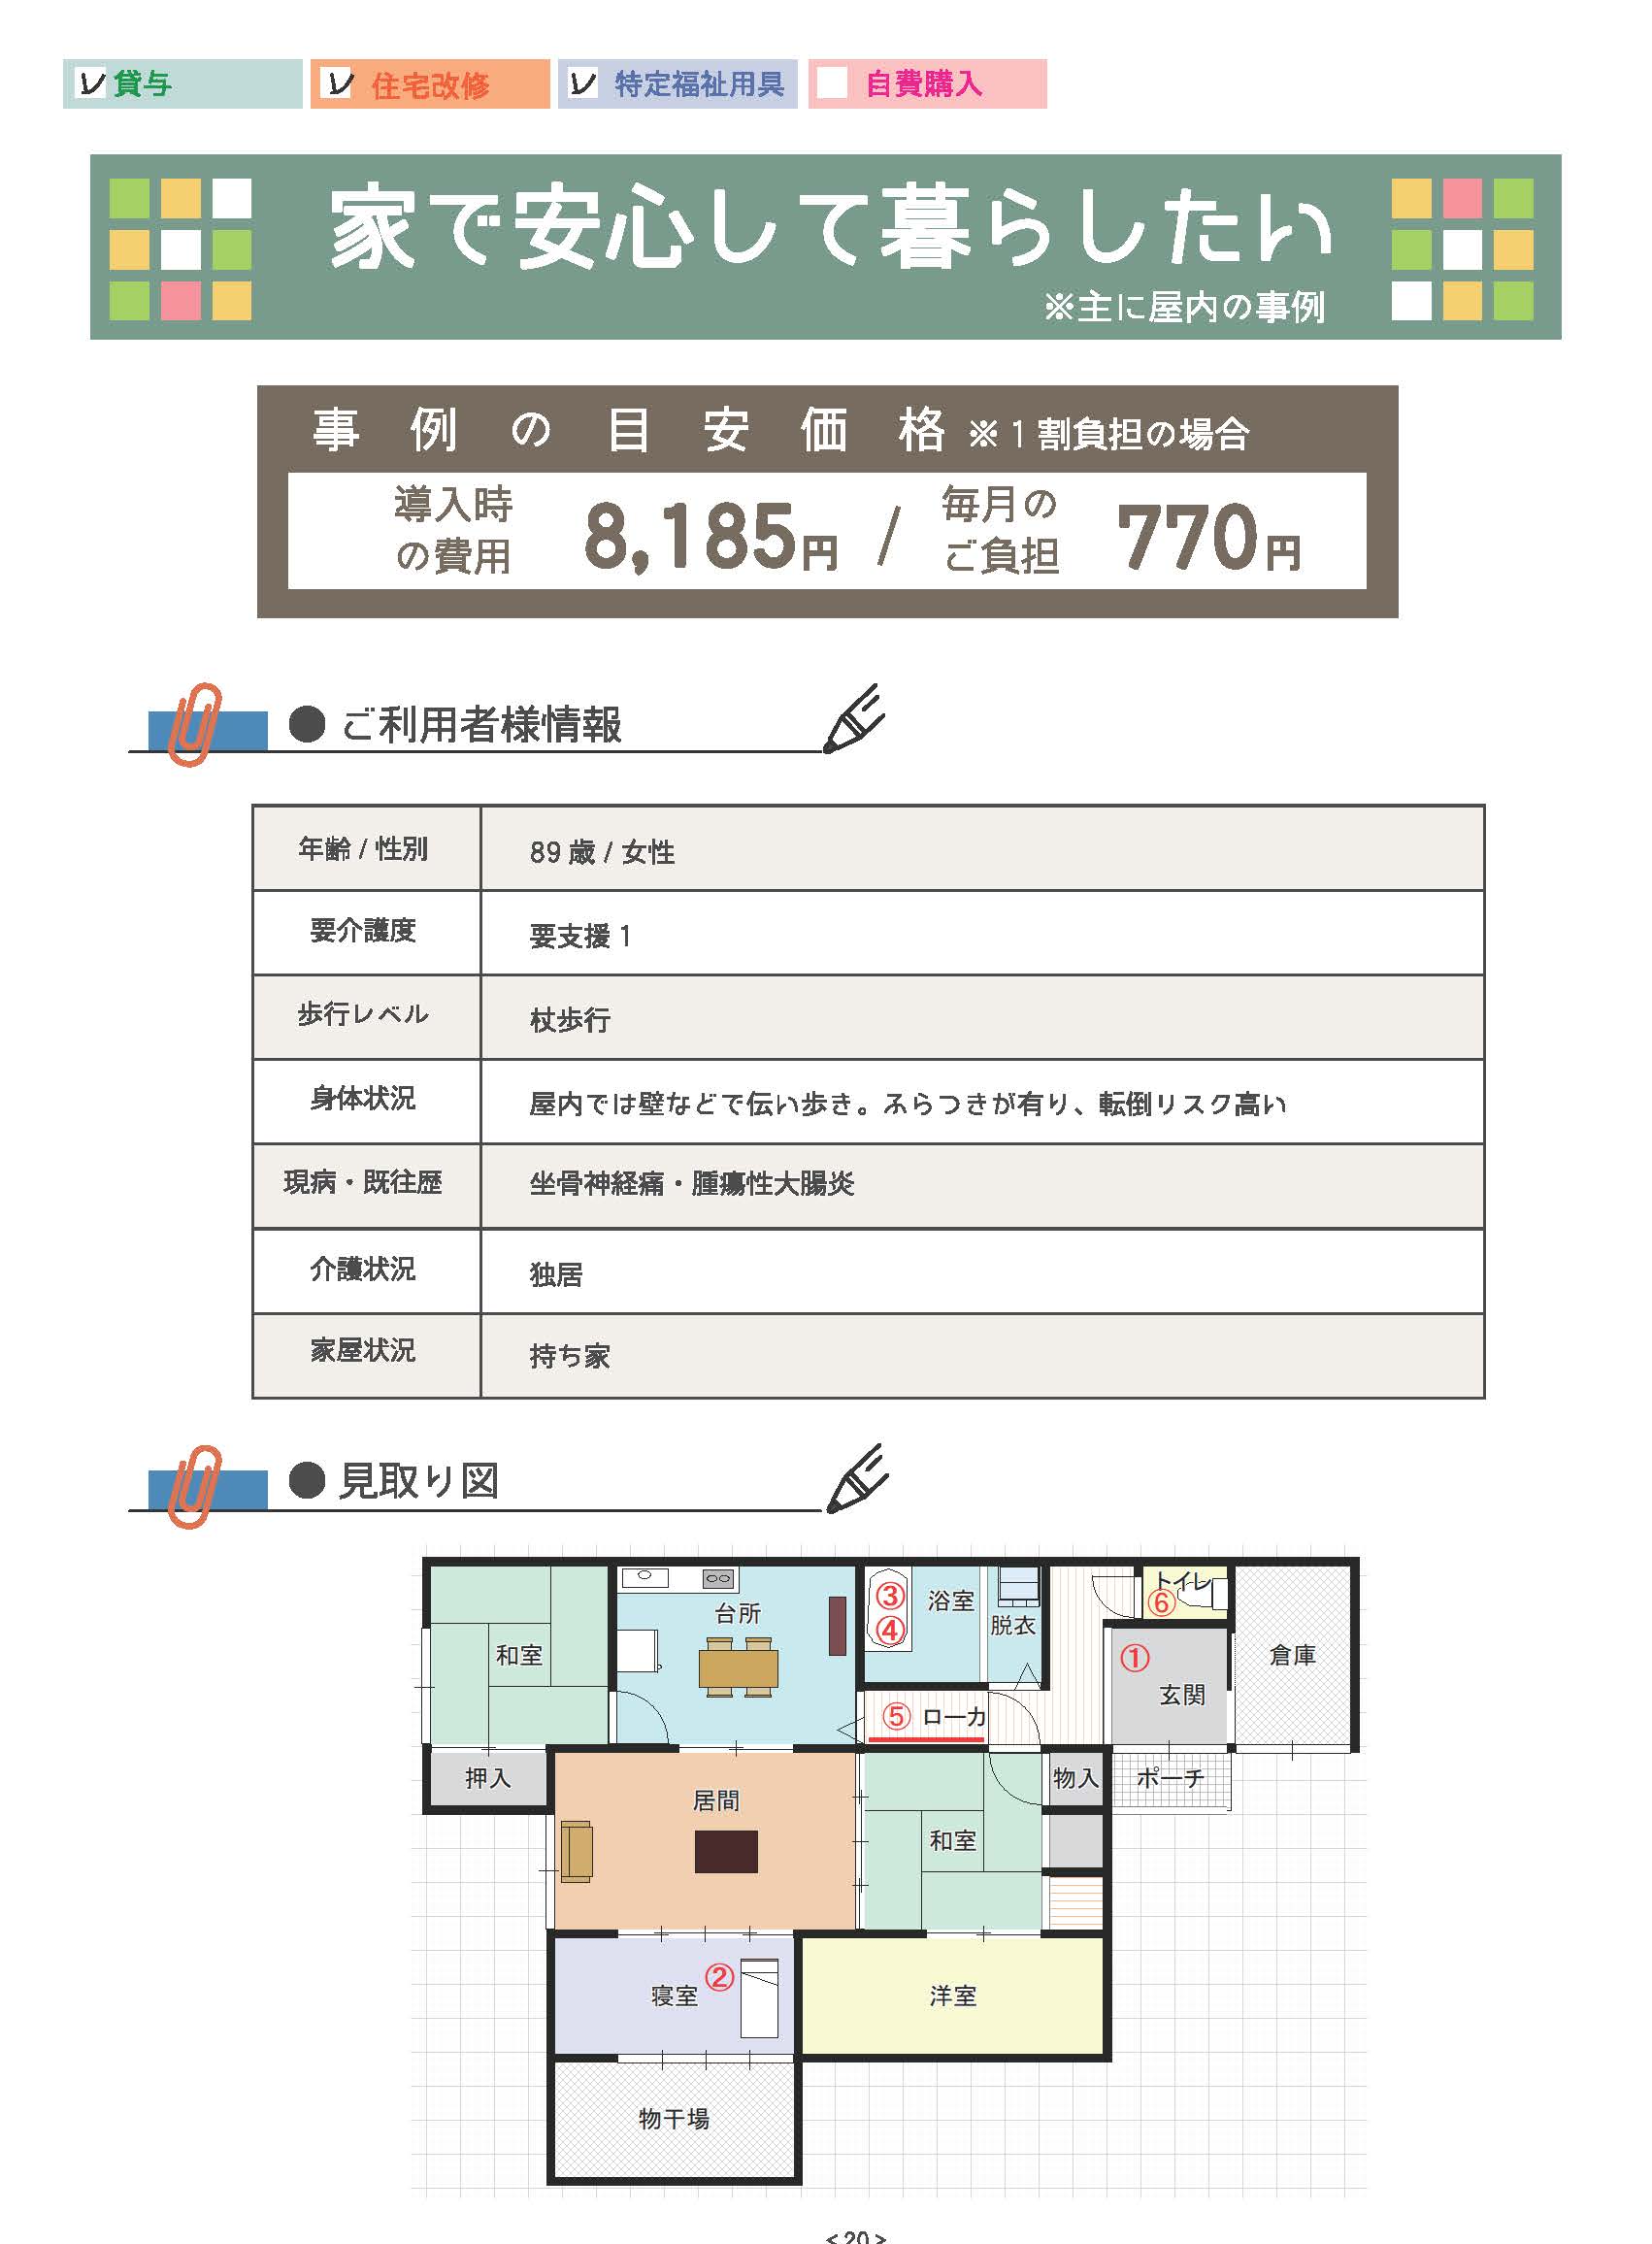 レ 貸与 レ 住宅改修 レ 特定福祉用具 自費購入
家で安心して暮らしたい
※主に屋内の事例
事例の目安価格 ※1割負担の場合
導入時の費用 8,185円 / 毎月のご負担 770円
●ご利用者様情報
年齢 / 性別 89歳 / 女性
要介護度 要支援1
歩行レベル 杖歩行
身体状況 屋内では壁などで伝い歩き。ふらつきが有り、転倒リスク高い
現病・既往歴 坐骨神経痛・腫瘍性大腸炎
介護状況 独居
家屋状況 持ち家
●見取り図
トイレ
③ 浴室 ⑥
台所 ④ 脱衣
和室 ① 倉庫
玄関
⑤ ローカ
押入 物入 ポーチ
居間
和室
②
寝室 洋室
物干場
<20>